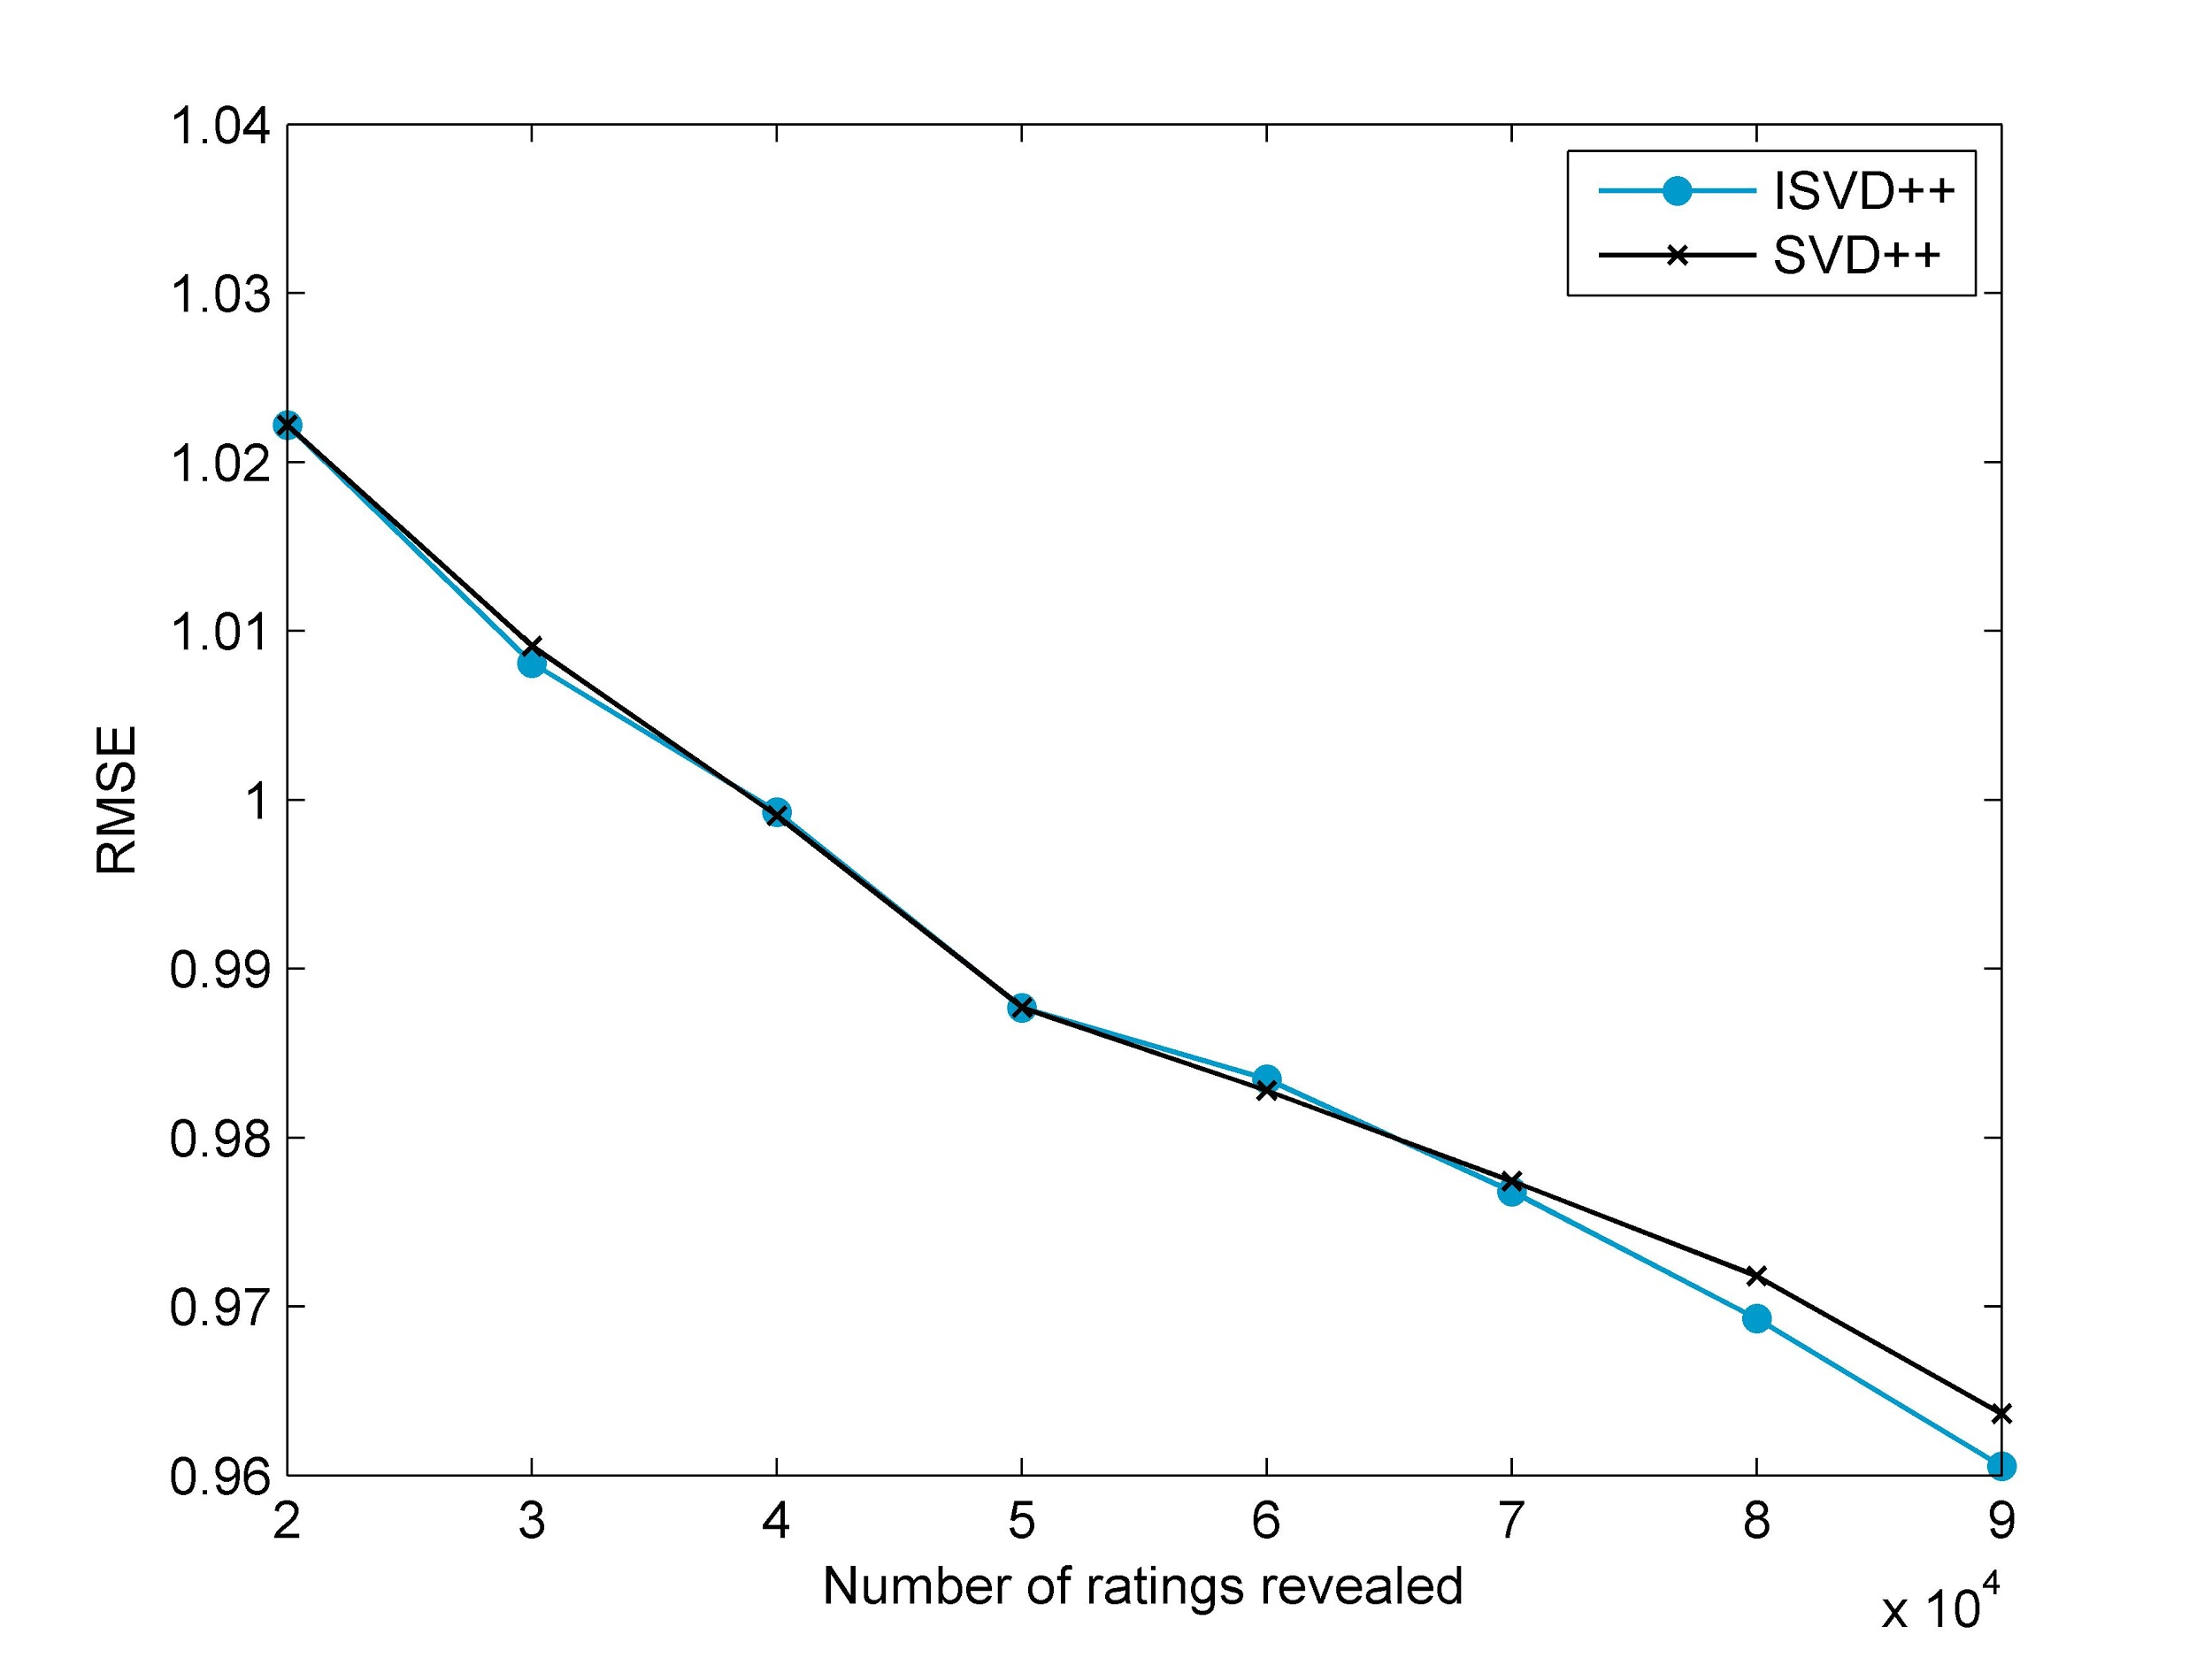 1.04
1.03
1.02
1.01
1
0.99
0.98
0.97
0.96
RMSE
ISVD++
SVD++
2 3 4 5 6 7 8 9
Number of ratings revealed
x 10^4